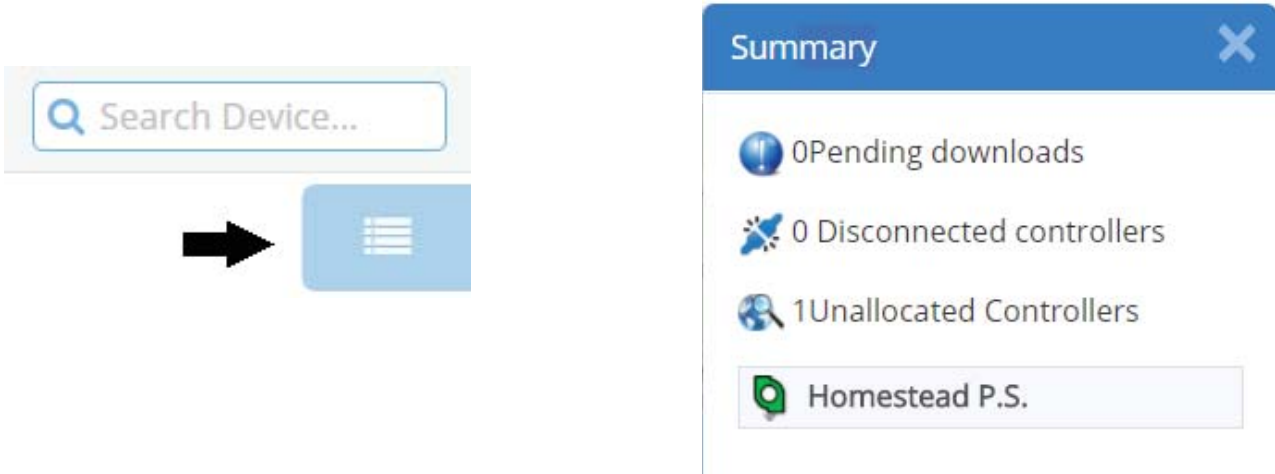 Search Device...
Summary
0Pending downloads
0 Disconnected controllers
1Unallocated Controllers
Homestead P.S.